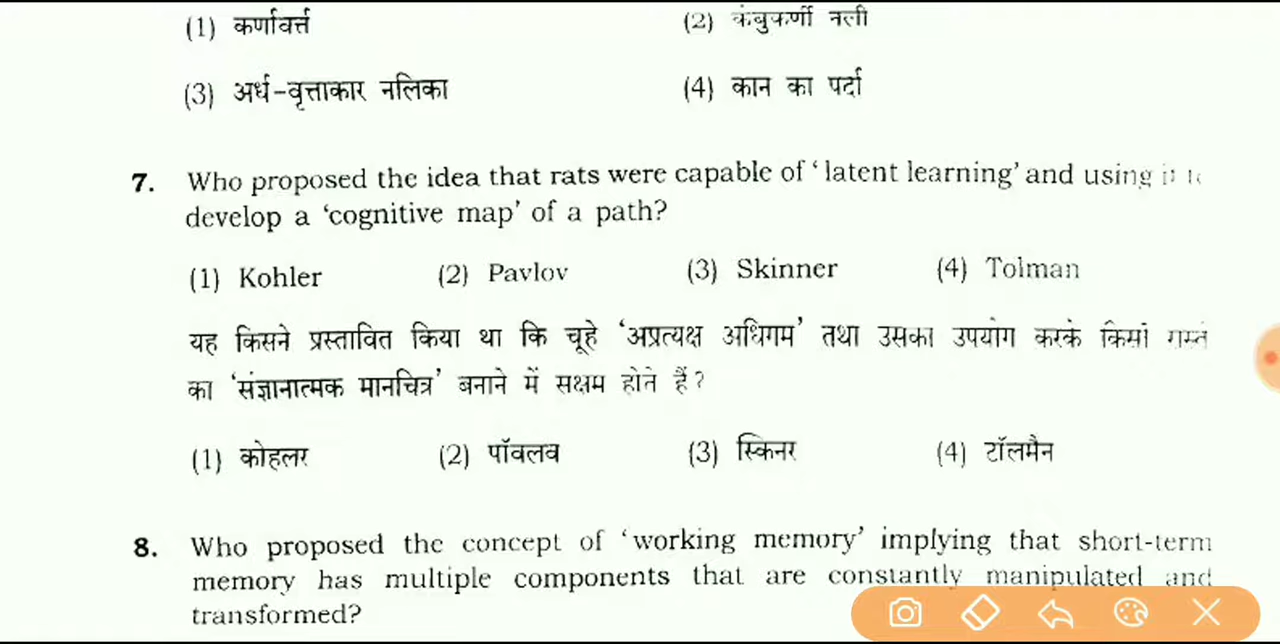 (1) कर्णावर्त्त (2) कंबुकर्णी नली
(3) अर्ध-वृत्ताकार नलिका (4) कान का पर्दा
7. Who proposed the idea that rats were capable of ‘latent learning’ and using it to
develop a ‘cognitive map’ of a path?
(1) Kohler (2) Pavlov (3) Skinner (4) Tolman
यह किसने प्रस्तावित किया था कि चूहे ‘अप्रत्यक्ष अधिगम’ तथा उसका उपयोग करके किसी रास्ते
का ‘संज्ञानात्मक मानचित्र’ बनाने में सक्षम होते हैं?
(1) कोहलर (2) पॉवलव (3) स्किनर (4) टॉलमैन
8. Who proposed the concept of ‘working memory’ implying that short-term
memory has multiple components that are constantly manipulated and
transformed?